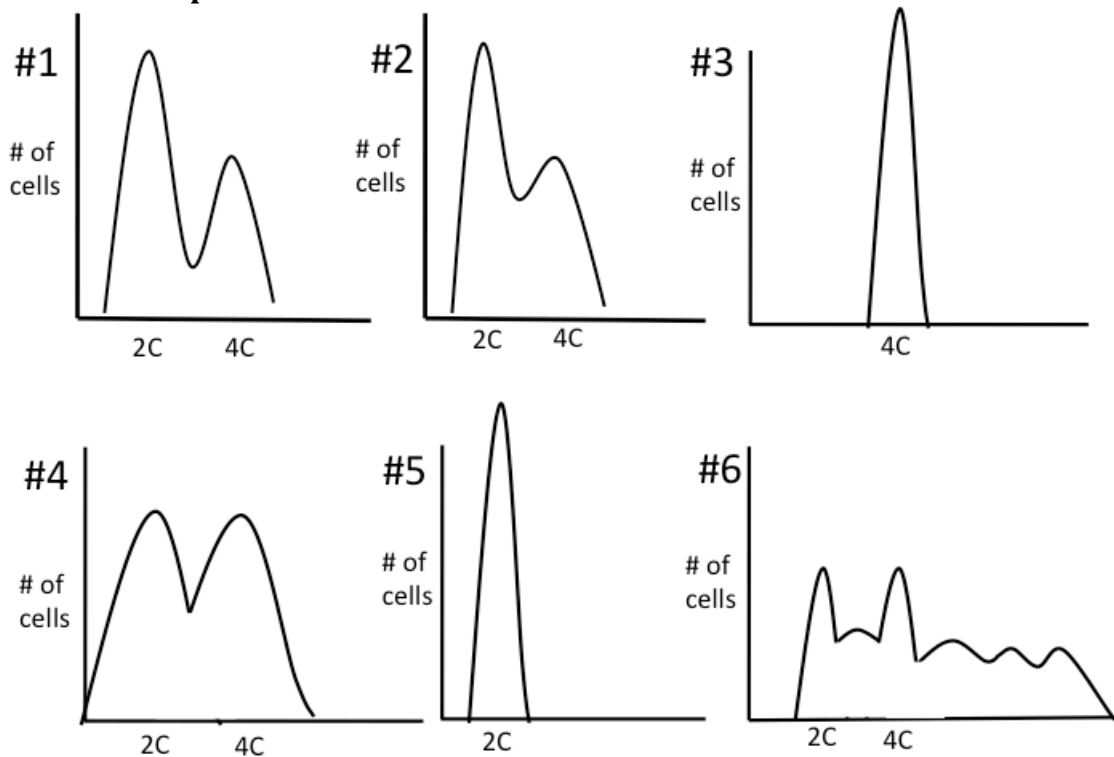 #1
# of
cells
2C 4C
#2
# of
cells
2C 4C
#3
# of
cells
4C
#4
# of
cells
2C 4C
#5
# of
cells
2C
#6
# of
cells
2C 4C